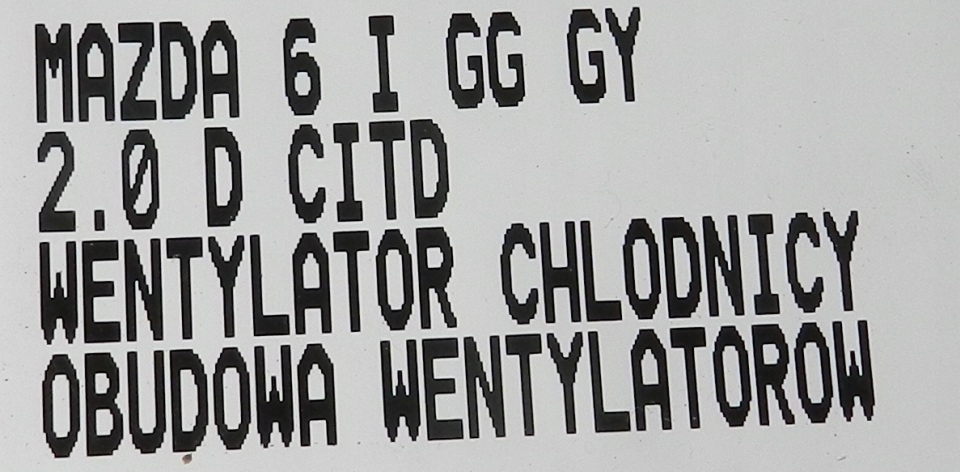 MAZDA 6 I GG GY
2.0 D CITD
WENTYLATOR CHLODNICY
OBUDOWA WENTYLATOROW